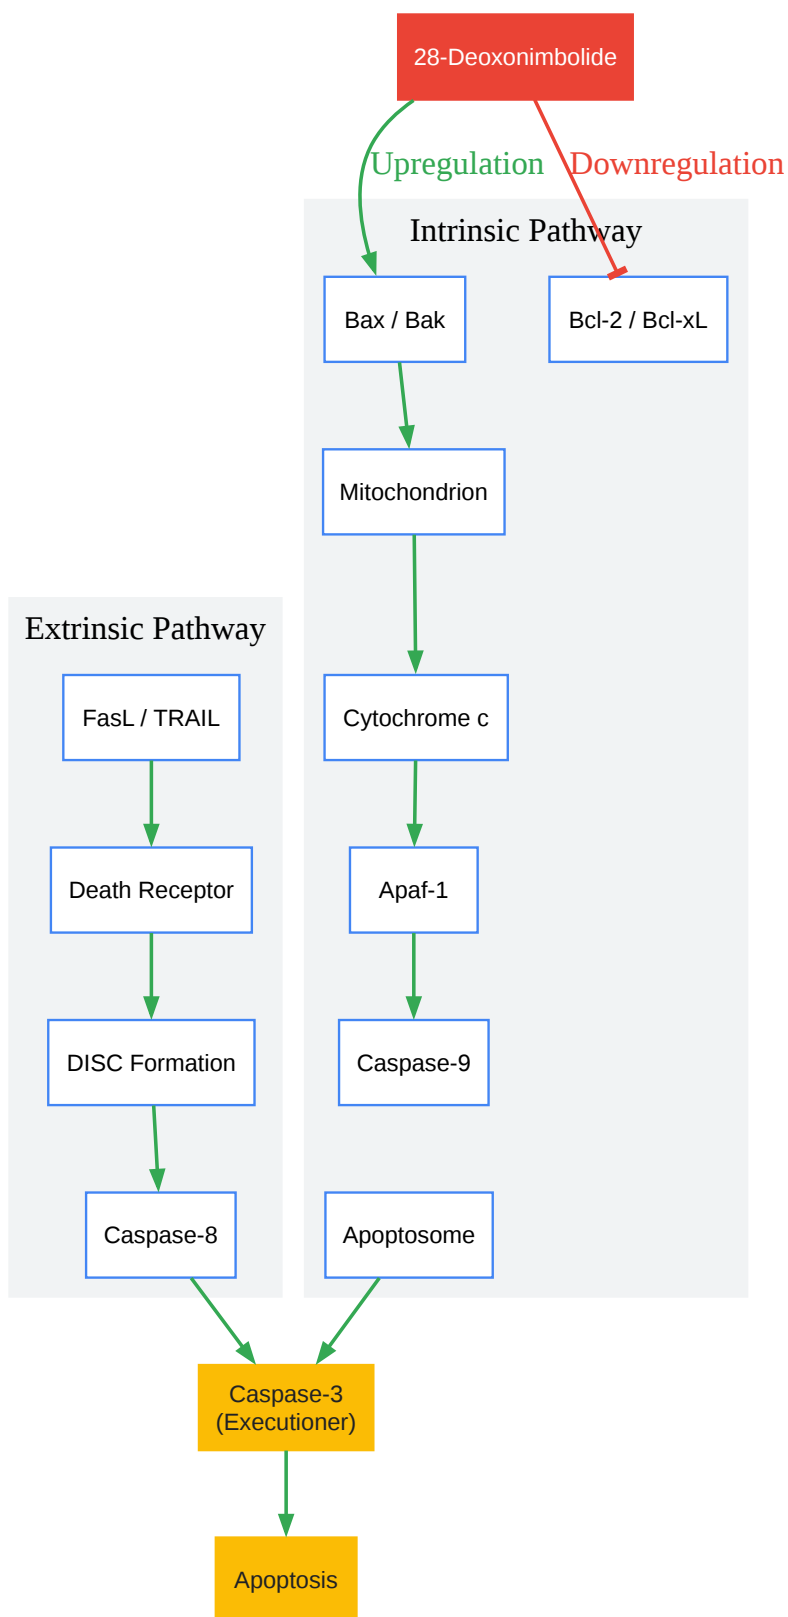 28-Deoxonimbolide
Upregulation
Downregulation
Intrinsic Pathway
Bax / Bak
Bcl-2 / Bcl-xL
Mitochondrion
Extrinsic Pathway
FasL / TRAIL
Cytochrome c
Death Receptor
Apaf-1
DISC Formation
Caspase-9
Caspase-8
Apoptosome
Caspase-3
(Executioner)
Apoptosis